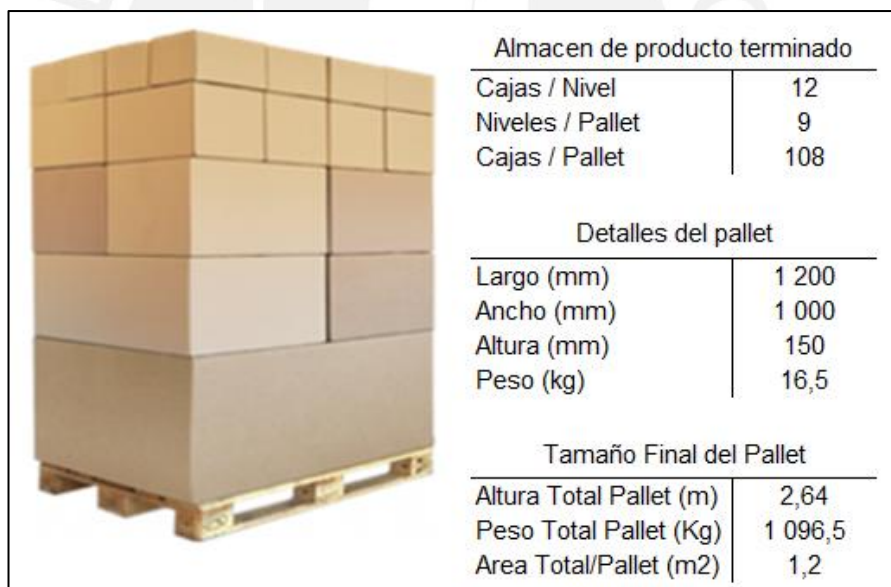 Almacen de producto terminado
Cajas / Nivel 12
Niveles / Pallet 9
Cajas / Pallet 108
Detalles del pallet
Largo (mm) 1 200
Ancho (mm) 1 000
Altura (mm) 150
Peso (kg) 16,5
Tamaño Final del Pallet
Altura Total Pallet (m) 2,64
Peso Total Pallet (Kg) 1 096,5
Area Total/Pallet (m2) 1,2